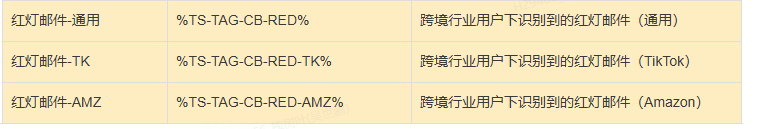 红灯邮件-通用 %TS-TAG-CB-RED% 跨境行业用户下识别到的红灯邮件（通用）
红灯邮件-TK %TS-TAG-CB-RED-TK% 跨境行业用户下识别到的红灯邮件（TikTok）
红灯邮件-AMZ %TS-TAG-CB-RED-AMZ% 跨境行业用户下识别到的红灯邮件（Amazon）